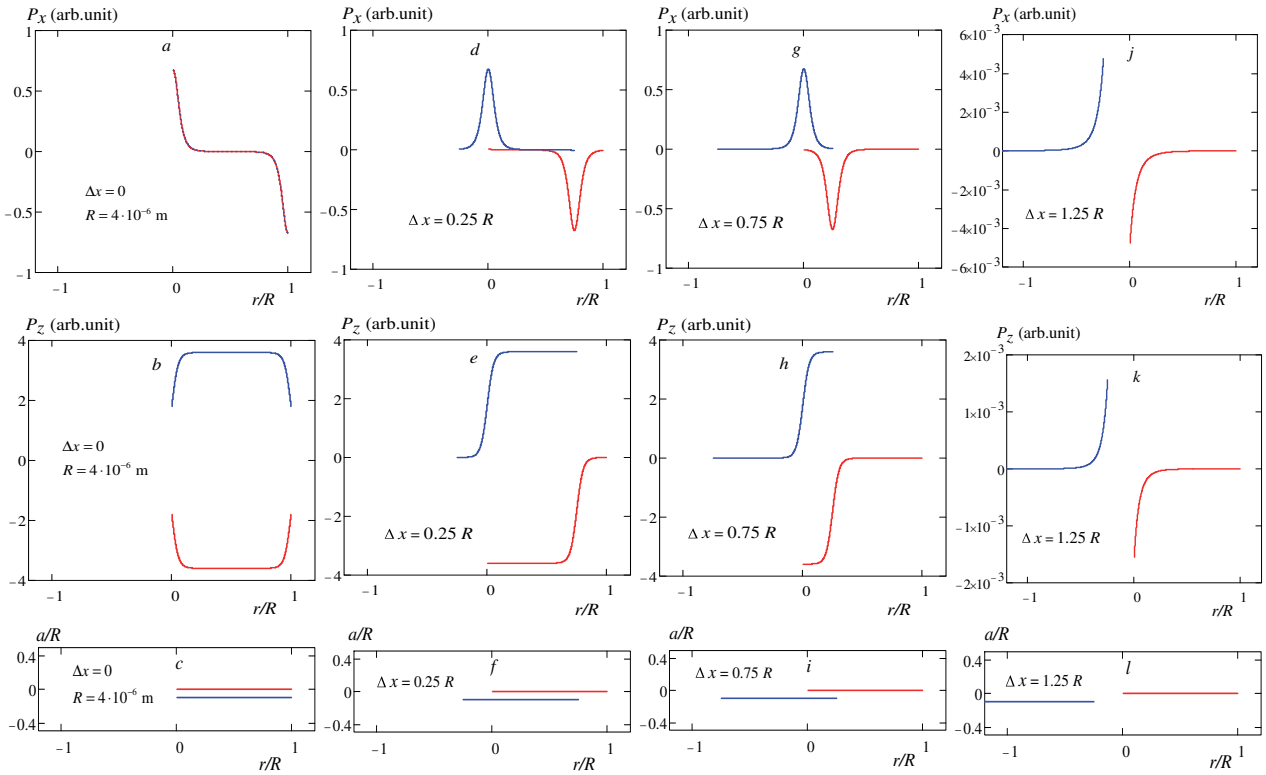 P_x (arb.unit)
1
0.5
0
−0.5
−1
a
Δx = 0
R = 4·10⁻⁶ m
−1
0
1
r/R
P_x (arb.unit)
1
0.5
0
−0.5
−1
d
Δ x = 0.25 R
−1
0
1
r/R
P_x (arb.unit)
1
0.5
0
−0.5
−1
g
Δ x = 0.75 R
−1
0
1
r/R
P_x (arb.unit)
6×10⁻³
4×10⁻³
2×10⁻³
0
−2×10⁻³
−4×10⁻³
−6×10⁻³
j
Δ x = 1.25 R
−1
0
1
r/R
P_z (arb.unit)
4
2
0
−2
−4
b
Δx = 0
R = 4·10⁻⁶ m
−1
0
1
r/R
P_z (arb.unit)
4
2
0
−2
−4
e
Δ x = 0.25 R
−1
0
1
r/R
P_z (arb.unit)
4
2
0
−2
−4
h
Δ x = 0.75 R
−1
0
1
r/R
P_z (arb.unit)
2×10⁻³
1×10⁻³
0
−1×10⁻³
−2×10⁻³
k
Δ x = 1.25 R
−1
0
1
r/R
a/R
0.4
0
−0.4
c
Δx = 0
R = 4·10⁻⁶ m
−1
0
1
r/R
a/R
0.4
0
−0.4
f
Δ x = 0.25 R
−1
0
1
r/R
a/R
0.4
0
−0.4
i
Δ x = 0.75 R
−1
0
1
r/R
a/R
0.4
0
−0.4
l
Δ x = 1.25 R
−1
0
1
r/R